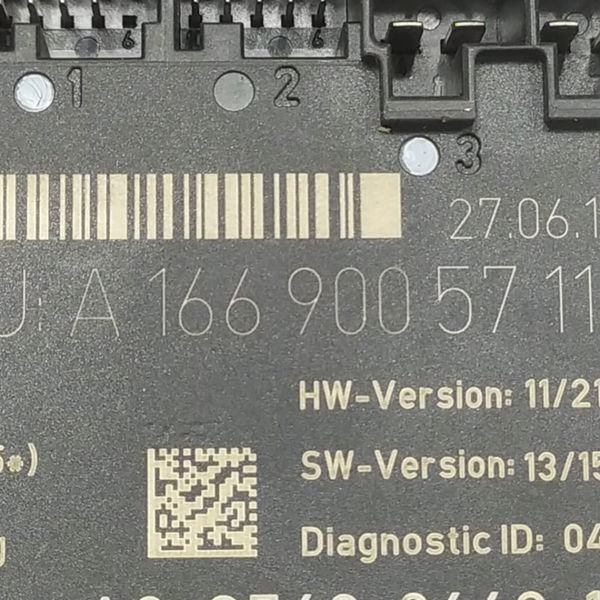 6 6
1 2
3
27.06.1
U: A 166 900 57 11
HW-Version: 11/21
5*) SW-Version: 13/15
g Diagnostic ID: 04